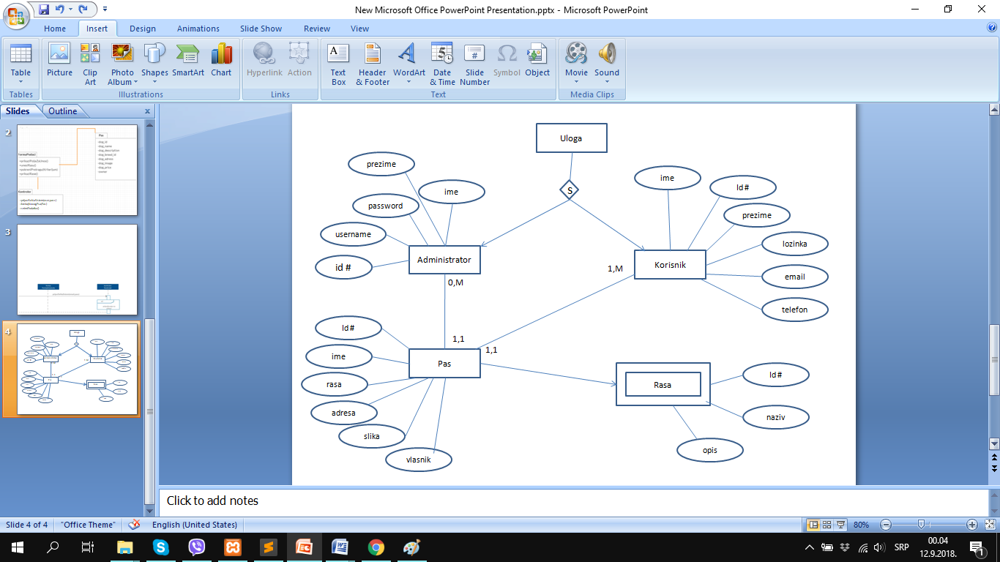 New Microsoft Office PowerPoint Presentation.pptx - Microsoft PowerPoint
Home Insert Design Animations Slide Show Review View
Table
Picture
Clip Art
Photo Album
Shapes
SmartArt
Chart
Hyperlink
Action
Text Box
Header & Footer
WordArt
Date & Time
Slide Number
Symbol
Object
Movie
Sound
Tables Illustrations Links Text Media Clips
Slides Outline x
2
Pas
3
4
Uloga
S
prezime
ime
password
username
id #
Administrator
0,M
ime
Id #
prezime
lozinka
email
telefon
Korisnik
1,M
1,1
1,1
Id #
ime
rasa
adresa
slika
vlasnik
Pas
Rasa
Id #
naziv
opis
Click to add notes
Slide 4 of 4 "Office Theme" English (United States) 80%
SRP
00.04
12.9.2018.
1